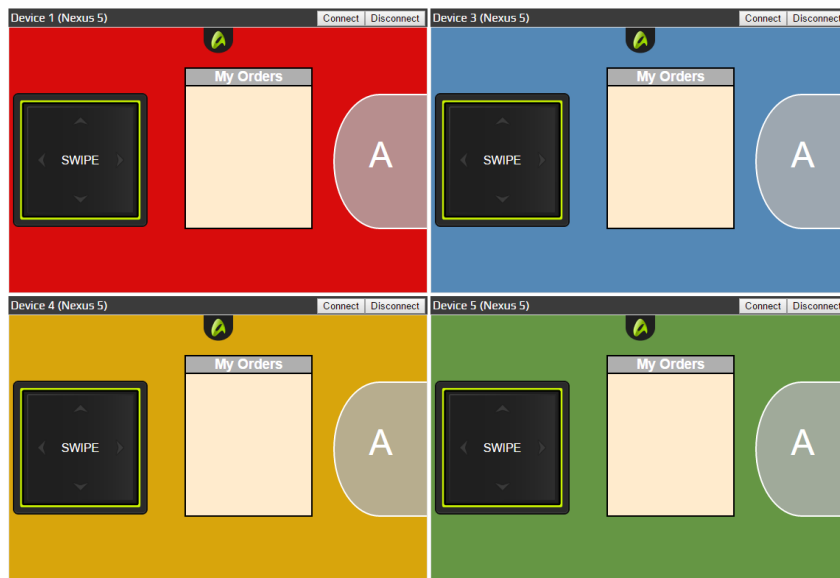 Device 1 (Nexus 5) Connect Disconnect
My Orders
SWIPE
A
Device 3 (Nexus 5) Connect Disconnect
My Orders
SWIPE
A
Device 4 (Nexus 5) Connect Disconnect
My Orders
SWIPE
A
Device 5 (Nexus 5) Connect Disconnect
My Orders
SWIPE
A